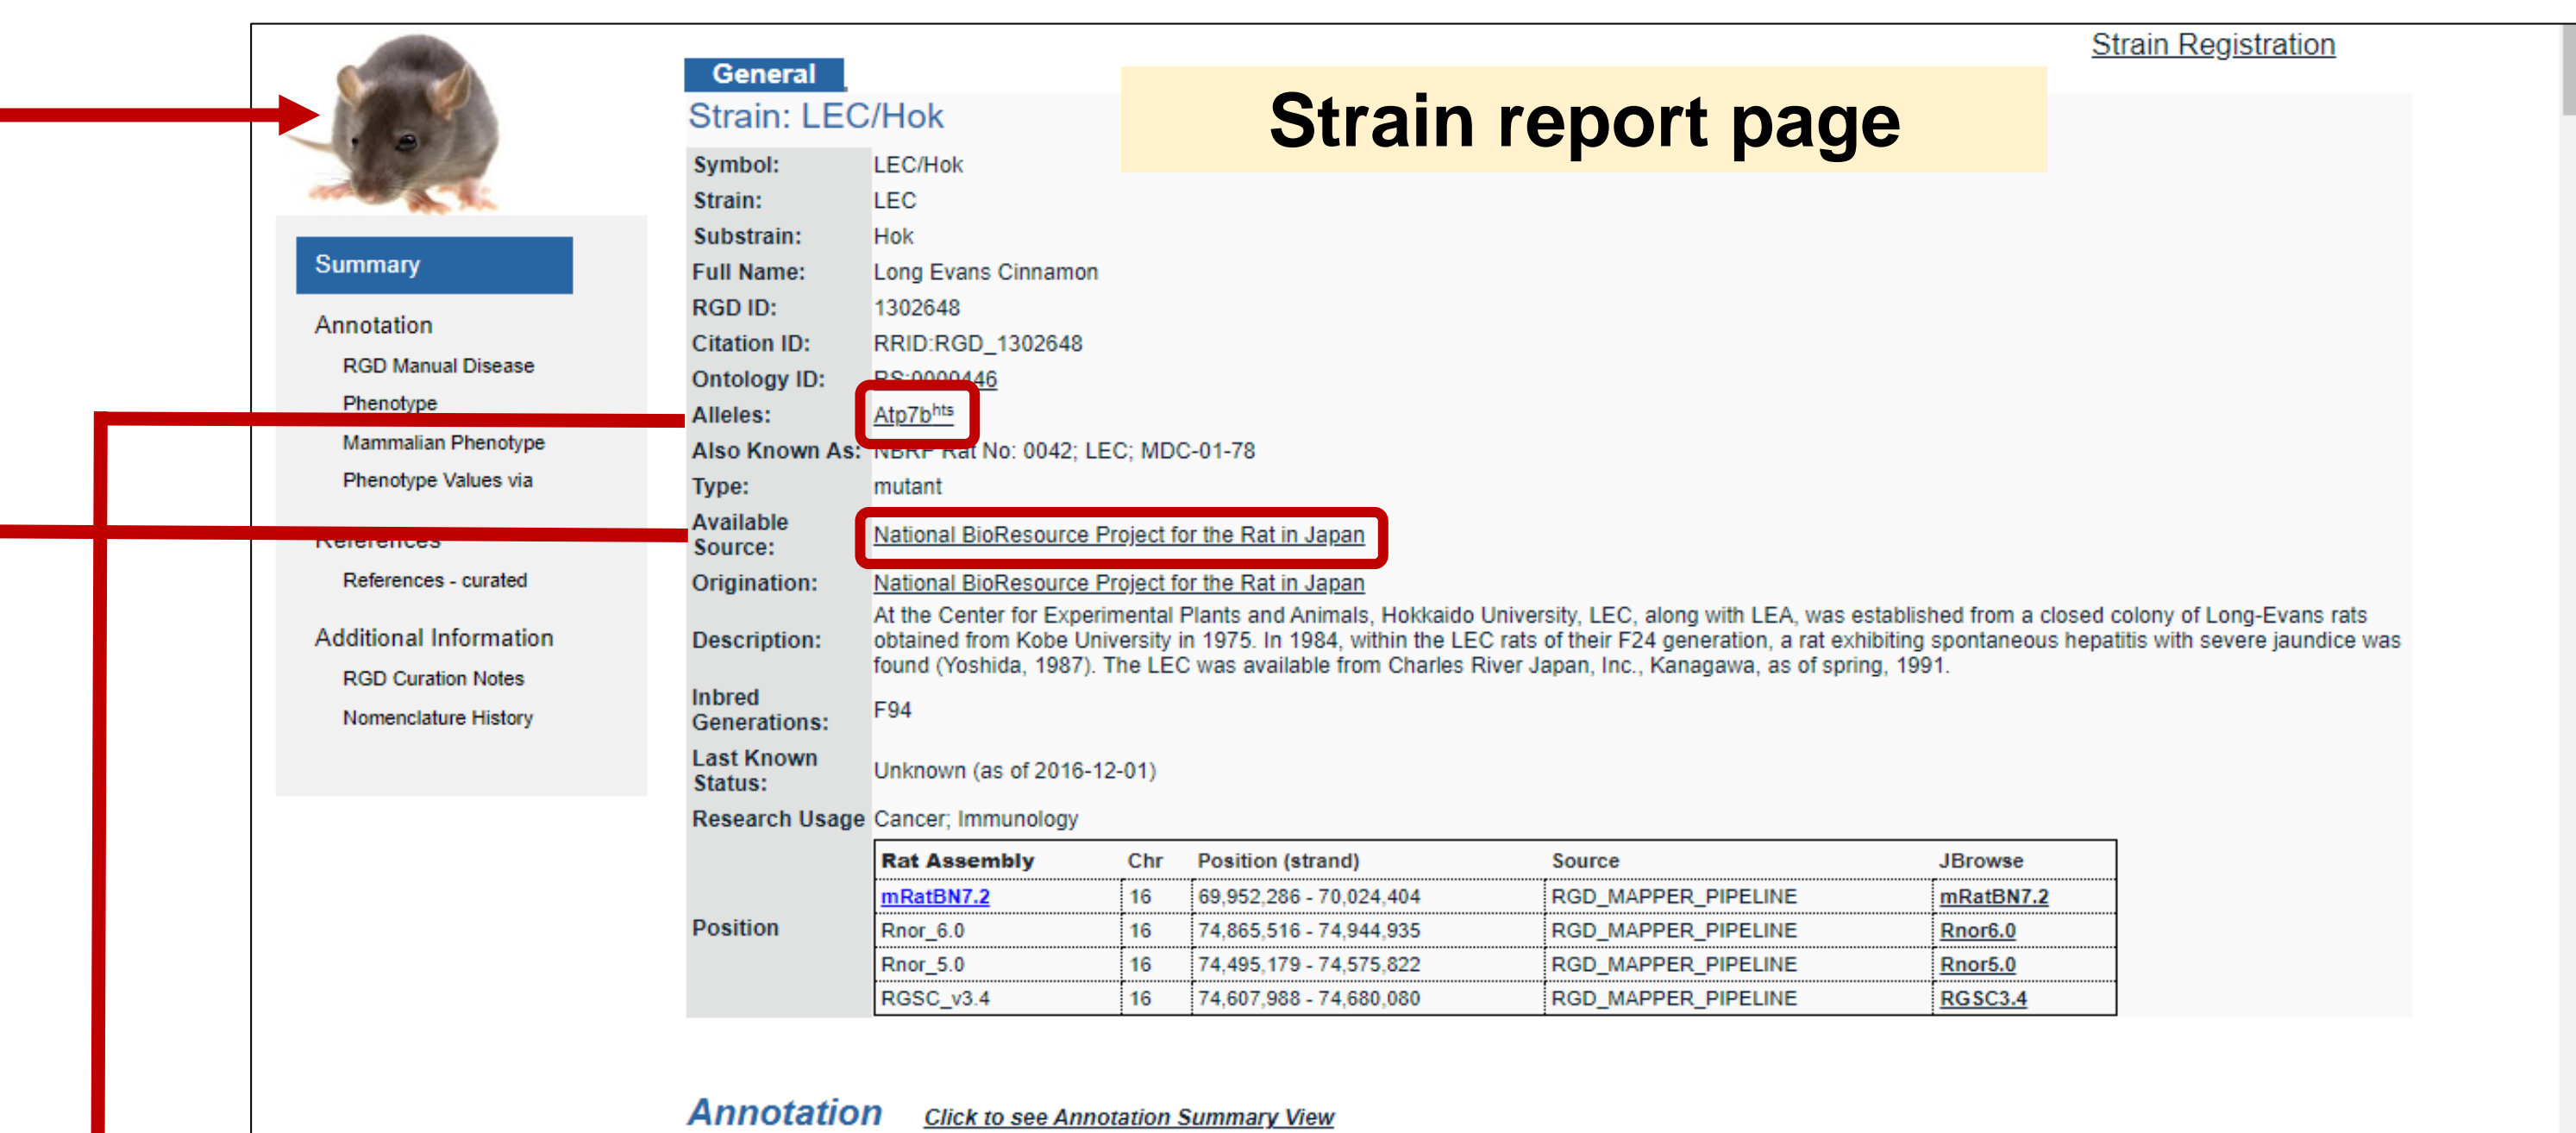 Strain Registration
General
Strain: LEC/Hok
Strain report page
Symbol: LEC/Hok
Strain: LEC
Substrain: Hok
Full Name: Long Evans Cinnamon
RGD ID: 1302648
Citation ID: RRID:RGD_1302648
Ontology ID: RS:0000446
Alleles: Atp7bhts
Also Known As: NBRP Rat No: 0042; LEC; MDC-01-78
Type: mutant
Available Source: National BioResource Project for the Rat in Japan
Origination: National BioResource Project for the Rat in Japan
Description: At the Center for Experimental Plants and Animals, Hokkaido University, LEC, along with LEA, was established from a closed colony of Long-Evans rats
obtained from Kobe University in 1975. In 1984, within the LEC rats of their F24 generation, a rat exhibiting spontaneous hepatitis with severe jaundice was
found (Yoshida, 1987). The LEC was available from Charles River Japan, Inc., Kanagawa, as of spring, 1991.
Inbred Generations: F94
Last Known Status: Unknown (as of 2016-12-01)
Research Usage Cancer; Immunology
Position
Rat Assembly Chr Position (strand) Source JBrowse
mRatBN7.2 16 69,952,286 - 70,024,404 RGD_MAPPER_PIPELINE mRatBN7.2
Rnor_6.0 16 74,865,516 - 74,944,935 RGD_MAPPER_PIPELINE Rnor6.0
Rnor_5.0 16 74,495,179 - 74,575,822 RGD_MAPPER_PIPELINE Rnor5.0
RGSC_v3.4 16 74,607,988 - 74,680,080 RGD_MAPPER_PIPELINE RGSC3.4
Summary
Annotation
RGD Manual Disease
Phenotype
Mammalian Phenotype
Phenotype Values via
References
References - curated
Additional Information
RGD Curation Notes
Nomenclature History
Annotation Click to see Annotation Summary View